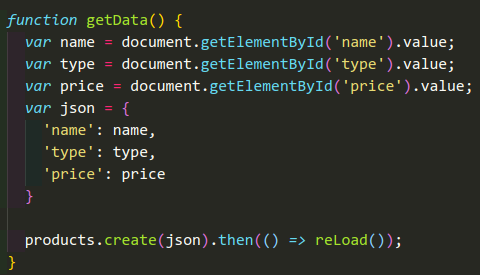 function getData() {
  var name = document.getElementById('name').value;
  var type = document.getElementById('type').value;
  var price = document.getElementById('price').value;
  var json = {
    'name': name,
    'type': type,
    'price': price
  }

  products.create(json).then(() => reLoad());
}